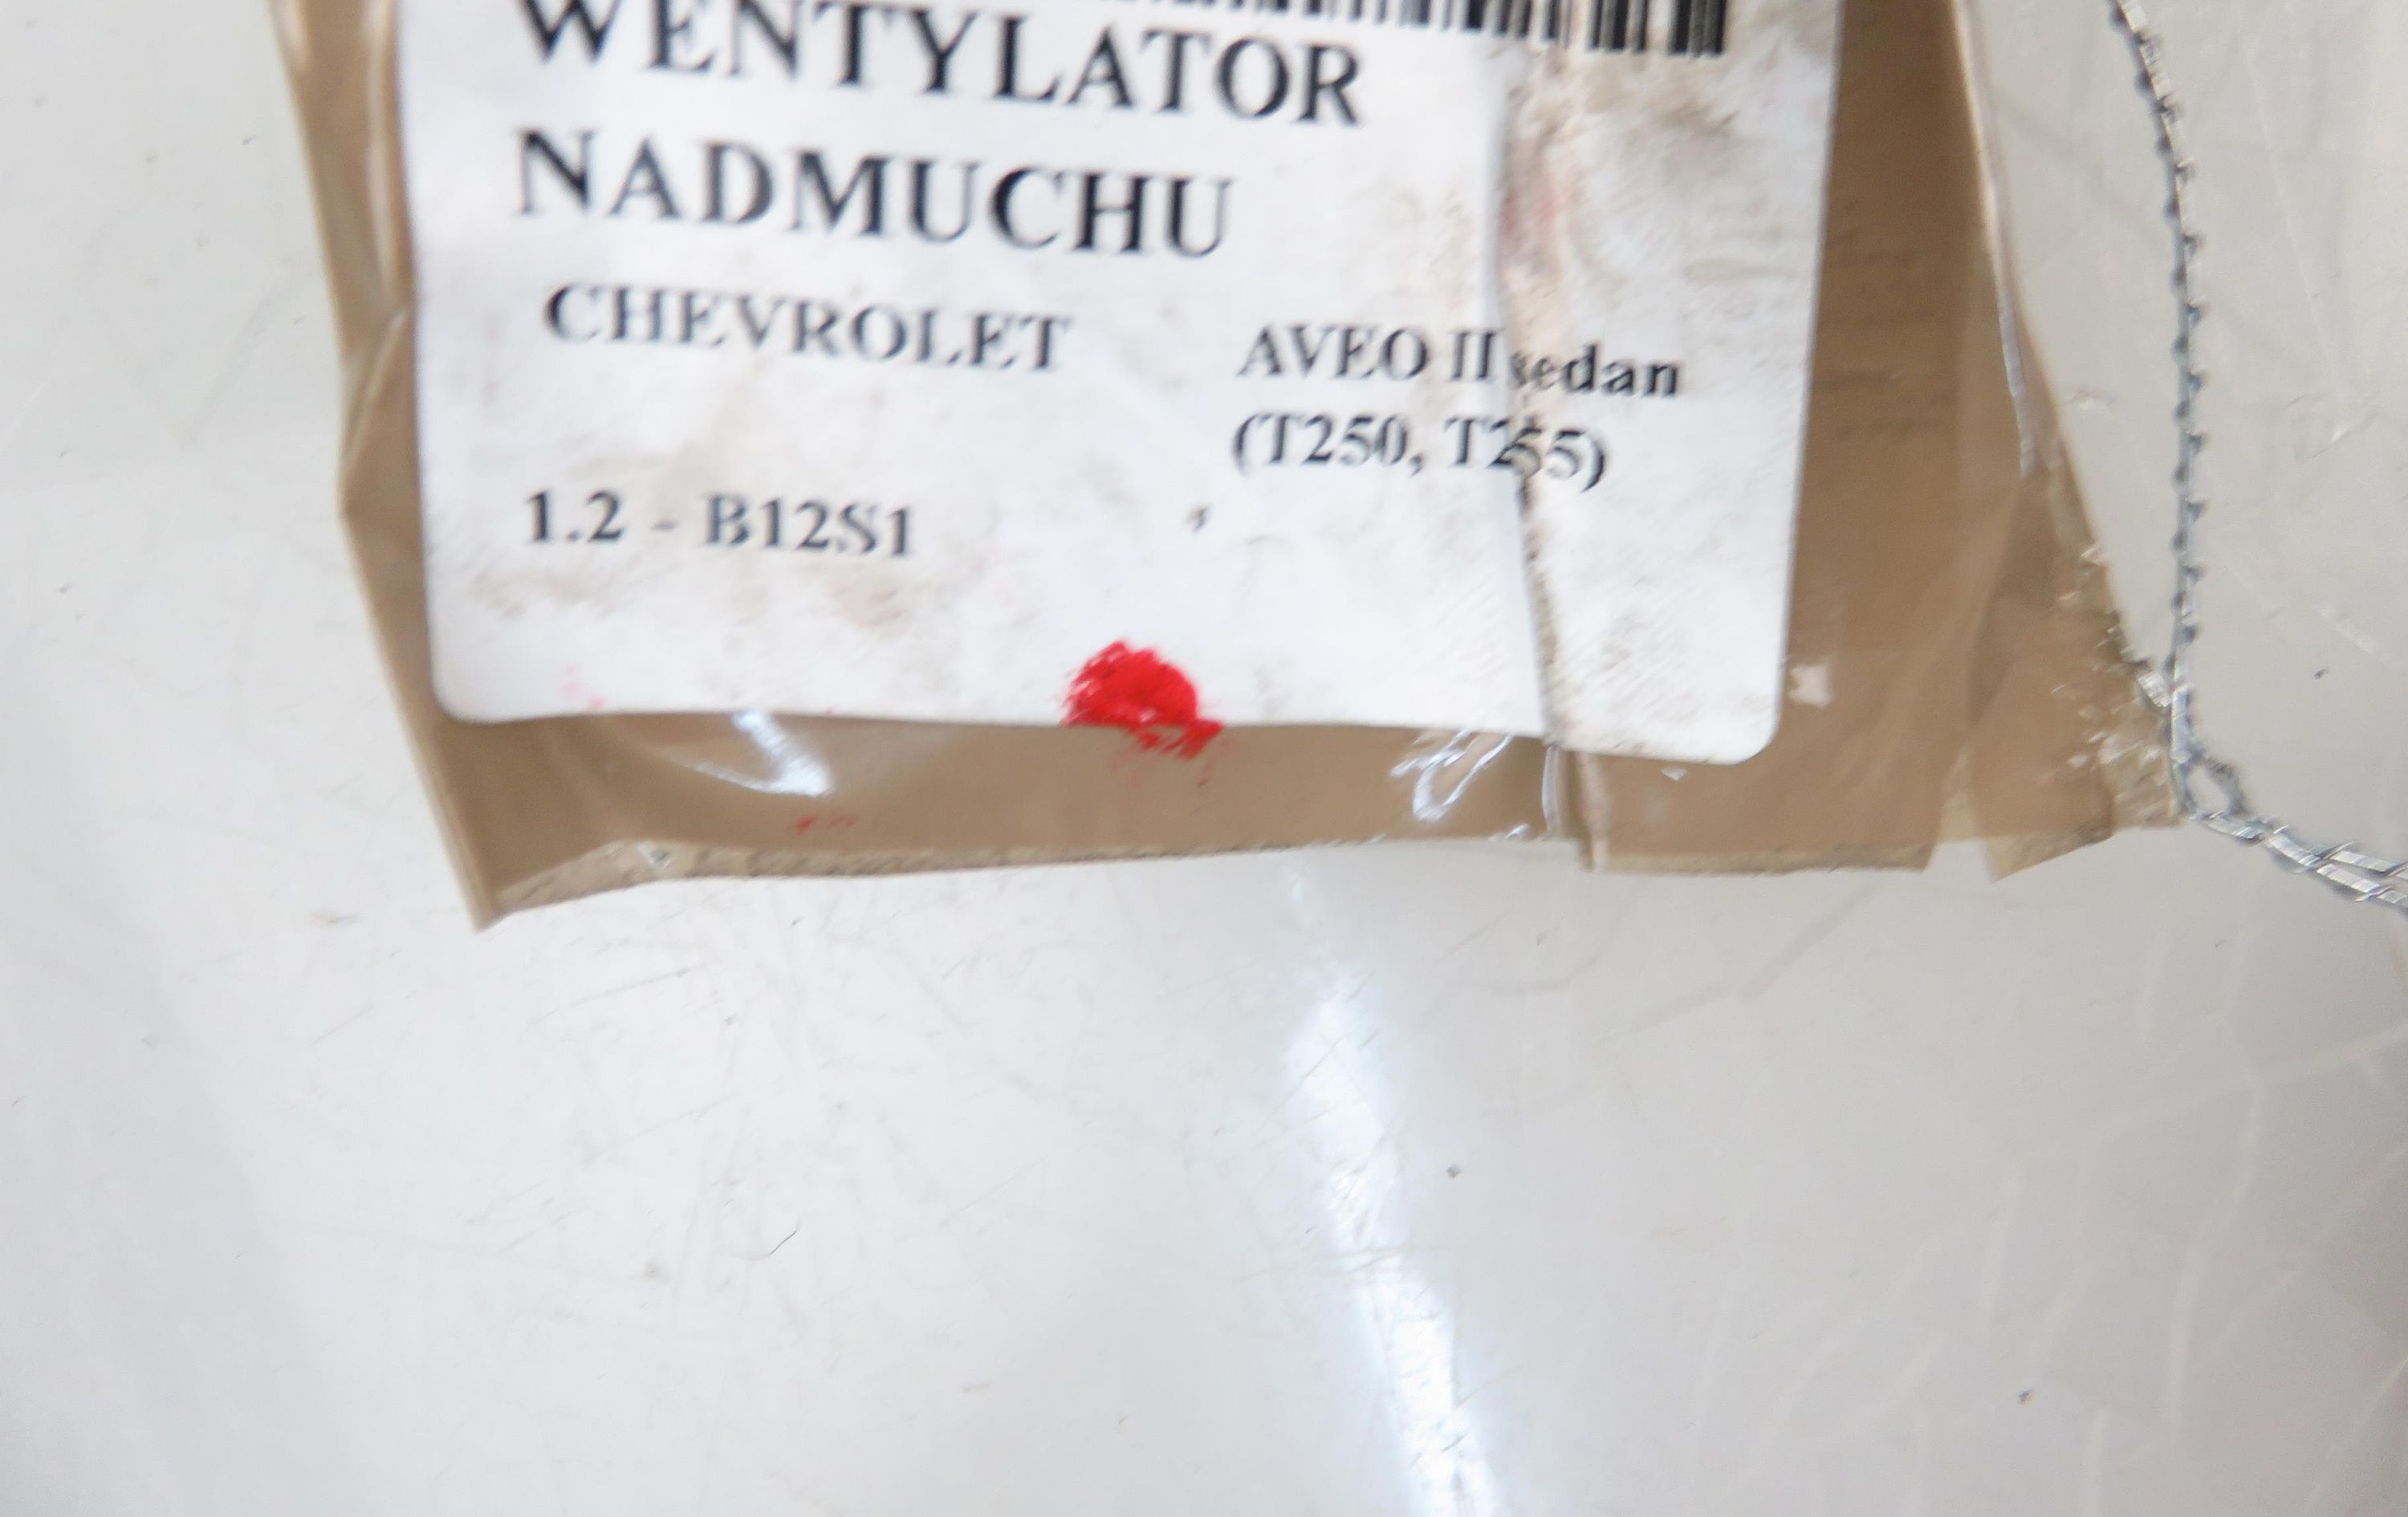 WENTYLATOR
NADMUCHU
CHEVROLET
AVEO II sedan
(T250, T255)
1.2 - B12S1